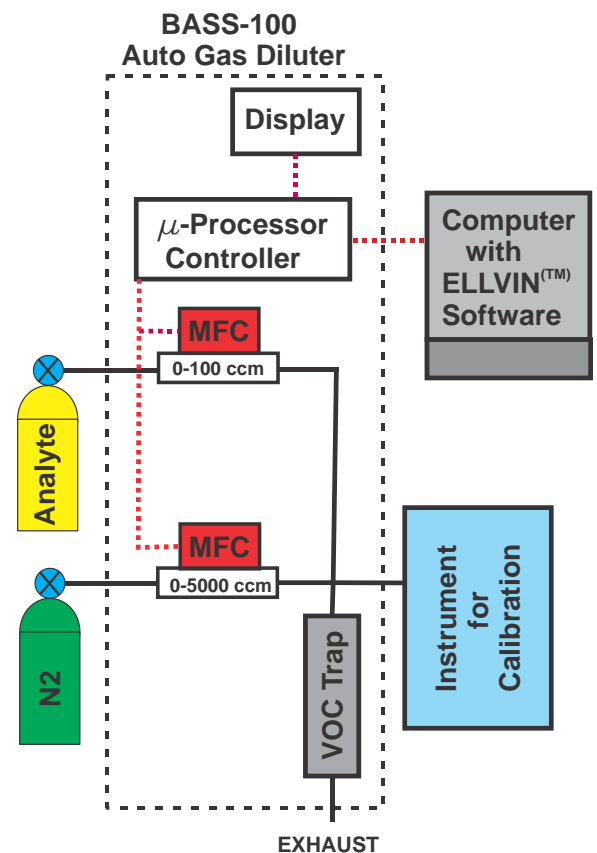 BASS-100
Auto Gas Diluter
Display
μ-Processor
Controller
Computer
with
ELLVIN(TM)
Software
MFC
0-100 ccm
Analyte
MFC
0-5000 ccm
N2
Instrument
for
Calibration
VOC Trap
EXHAUST